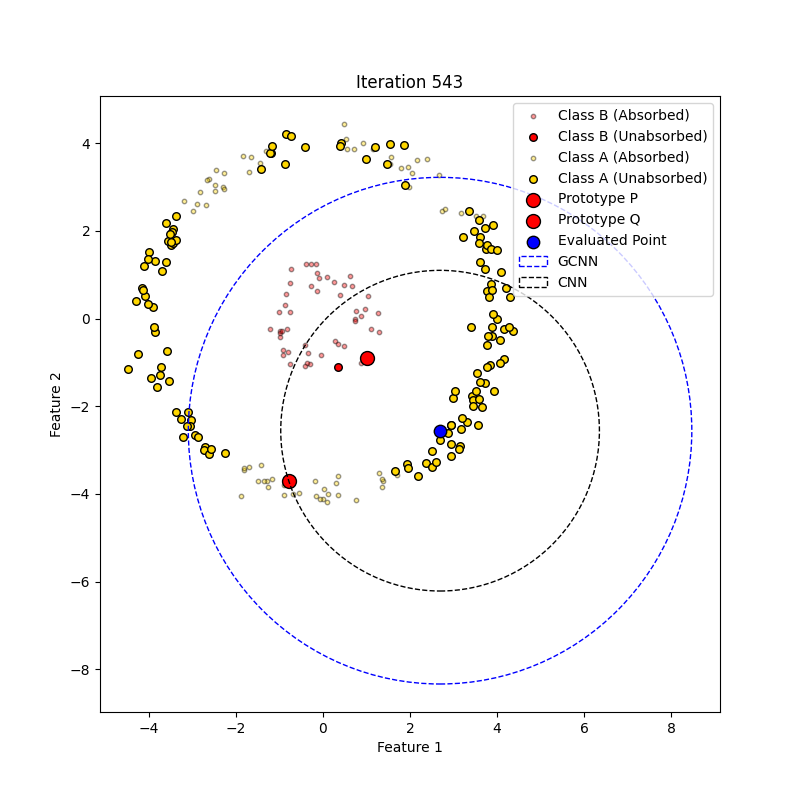 Iteration 543
Class B (Absorbed)
Class B (Unabsorbed)
Class A (Absorbed)
Class A (Unabsorbed)
Prototype P
Prototype Q
Evaluated Point
GCNN
CNN
4
2
0
−2
−4
−6
−8
Feature 2
−4 −2 0 2 4 6 8
Feature 1